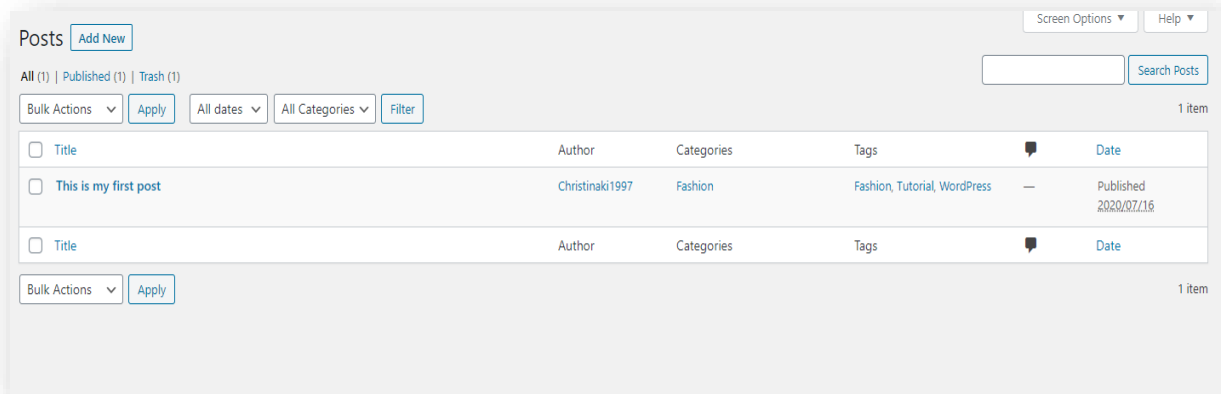 Screen Options ▼ Help ▼
Posts Add New
All (1) | Published (1) | Trash (1)
Search Posts
Bulk Actions Apply All dates All Categories Filter 1 item
Title Author Categories Tags Date
This is my first post Christinaki1997 Fashion Fashion, Tutorial, WordPress — Published
2020/07/16
Title Author Categories Tags Date
Bulk Actions Apply 1 item